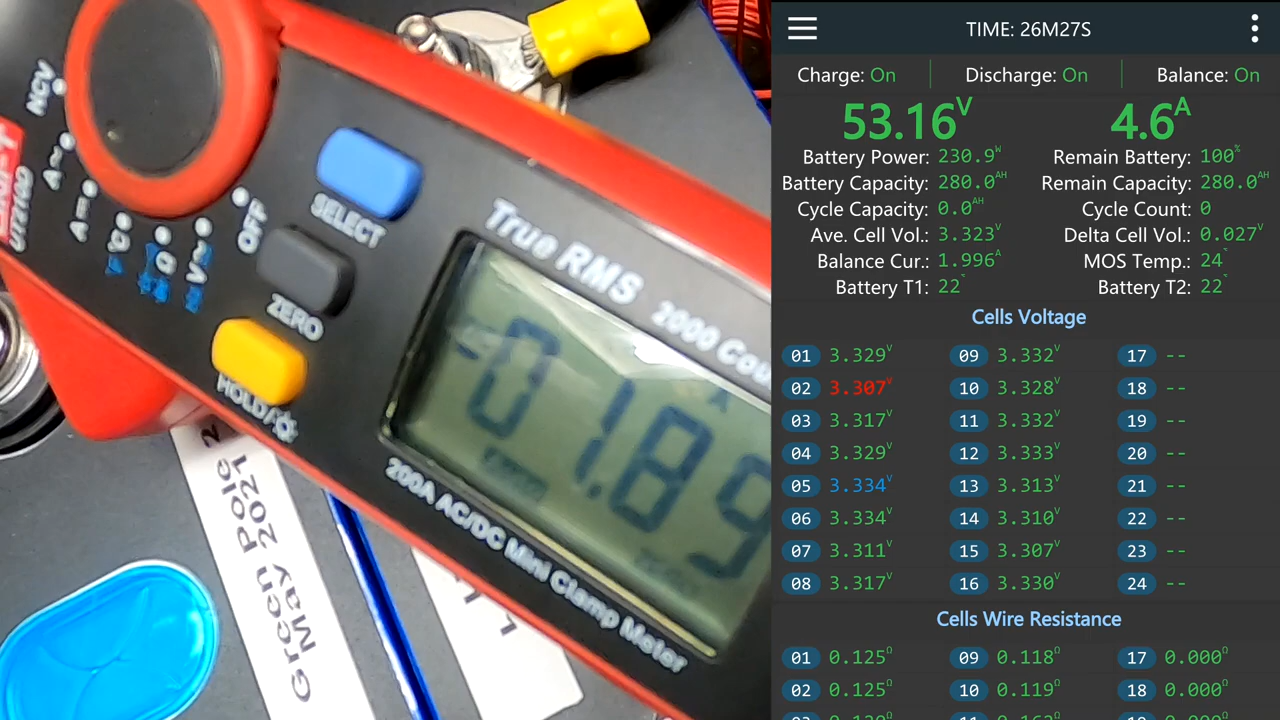 NCV
A~
A⎓
OFF
UT210D
SELECT
ZERO
HOLD/
True RMS
2000 Cou
-01.89
A
200A AC/DC Mini Clamp Meter
Green Pole 2
May 2021
TIME: 26M27S
Charge: On
Discharge: On
Balance: On
53.16V
4.6A
Battery Power: 230.9W
Remain Battery: 100%
Battery Capacity: 280.0AH
Remain Capacity: 280.0AH
Cycle Capacity: 0.0AH
Cycle Count: 0
Ave. Cell Vol.: 3.323V
Delta Cell Vol.: 0.027V
Balance Cur.: 1.996A
MOS Temp.: 24
Battery T1: 22
Battery T2: 22
Cells Voltage
01 3.329V 09 3.332V 17 --
02 3.307V 10 3.328V 18 --
03 3.317V 11 3.332V 19 --
04 3.329V 12 3.333V 20 --
05 3.334V 13 3.313V 21 --
06 3.334V 14 3.310V 22 --
07 3.311V 15 3.307V 23 --
08 3.317V 16 3.330V 24 --
Cells Wire Resistance
01 0.125Ω 09 0.118Ω 17 0.000Ω
02 0.125Ω 10 0.119Ω 18 0.000Ω